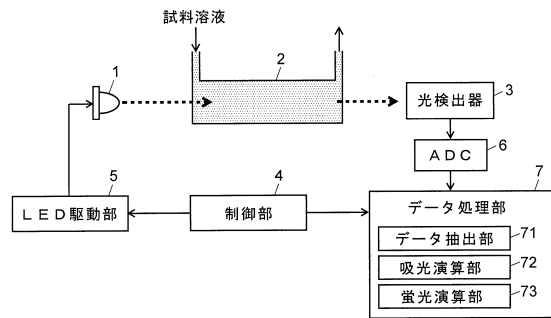 試料溶液
1
2
3
光検出器
6
ADC
5
4
7
LED駆動部
制御部
データ処理部
データ抽出部
71
吸光演算部
72
蛍光演算部
73